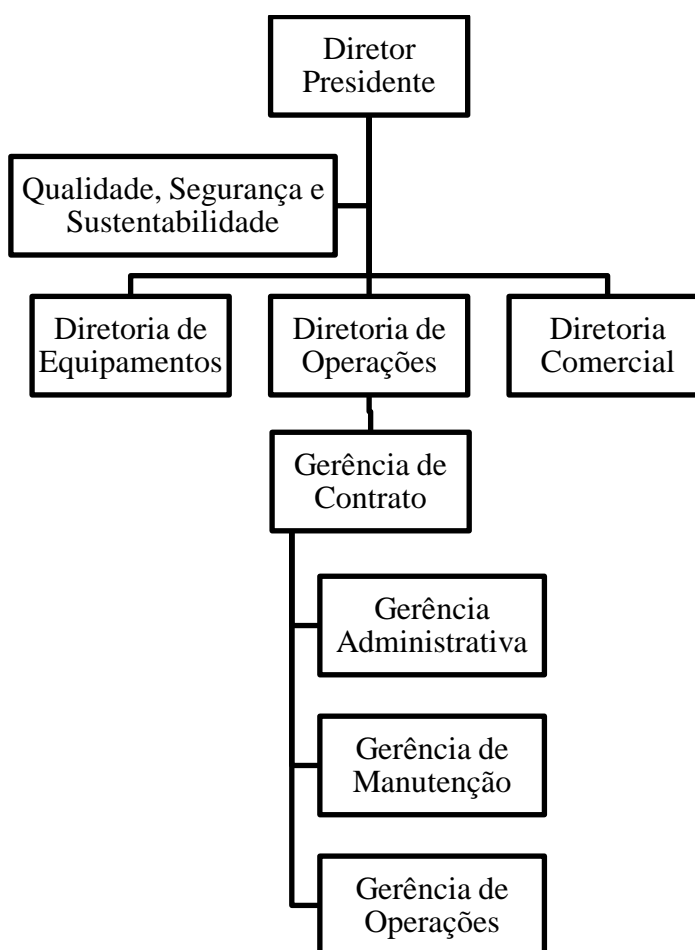 Diretor
Presidente
Qualidade, Segurança e
Sustentabilidade
Diretoria de
Equipamentos
Diretoria de
Operações
Diretoria
Comercial
Gerência de
Contrato
Gerência
Administrativa
Gerência de
Manutenção
Gerência de
Operações